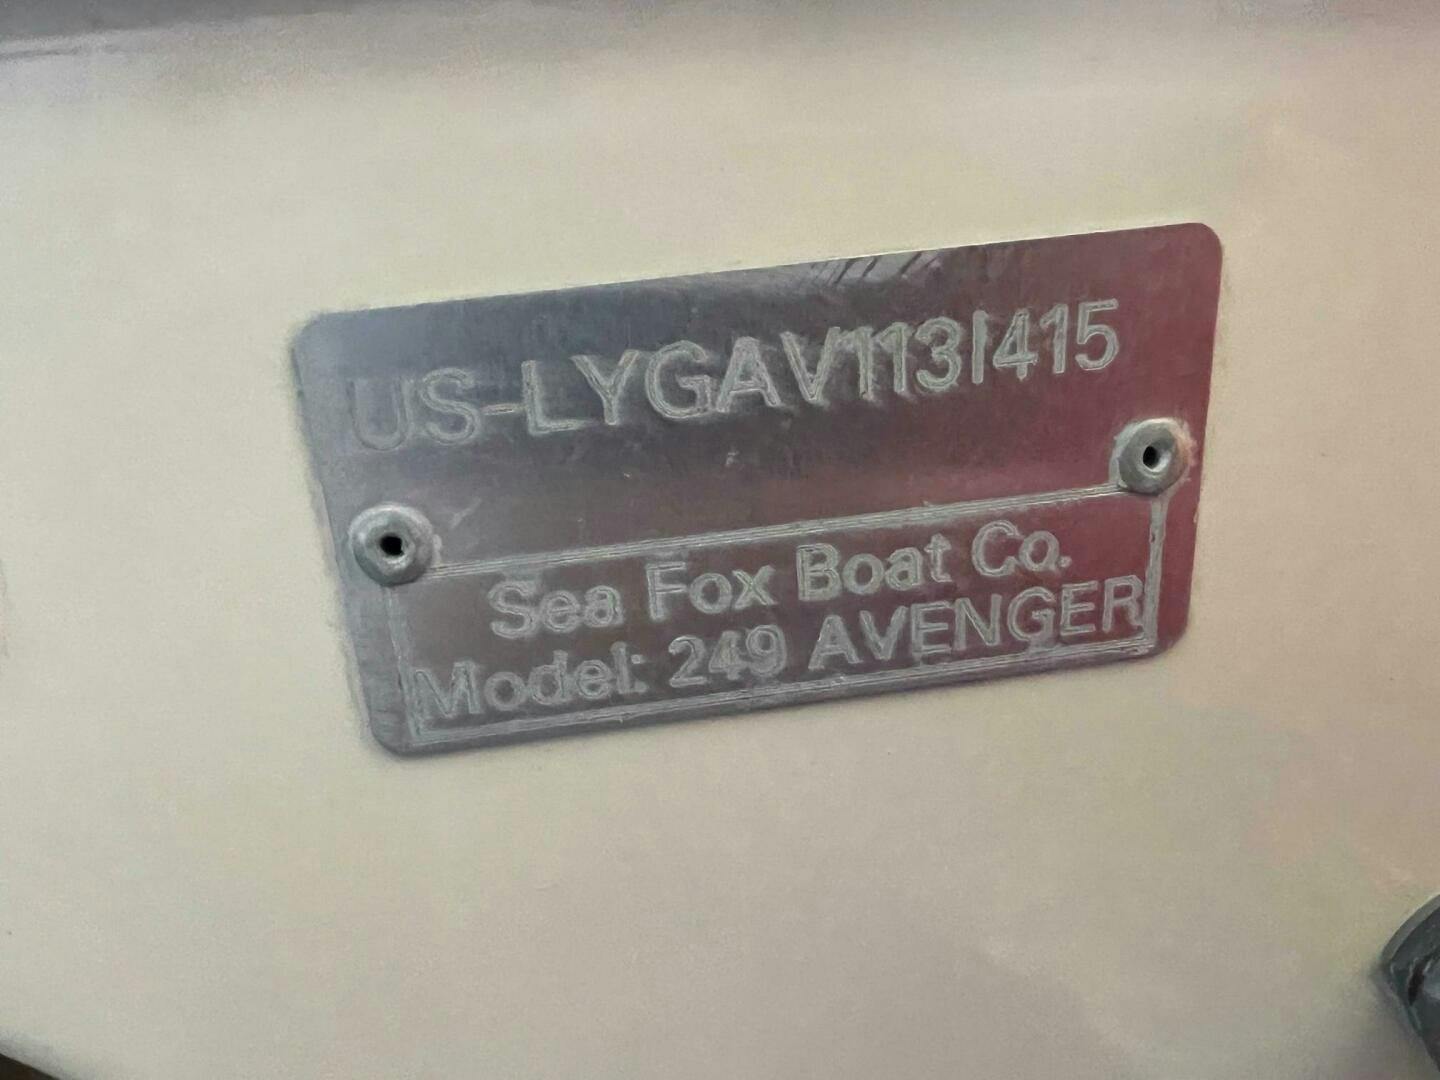 US-LYGAV113I415
Sea Fox Boat Co.
Model: 249 AVENGER